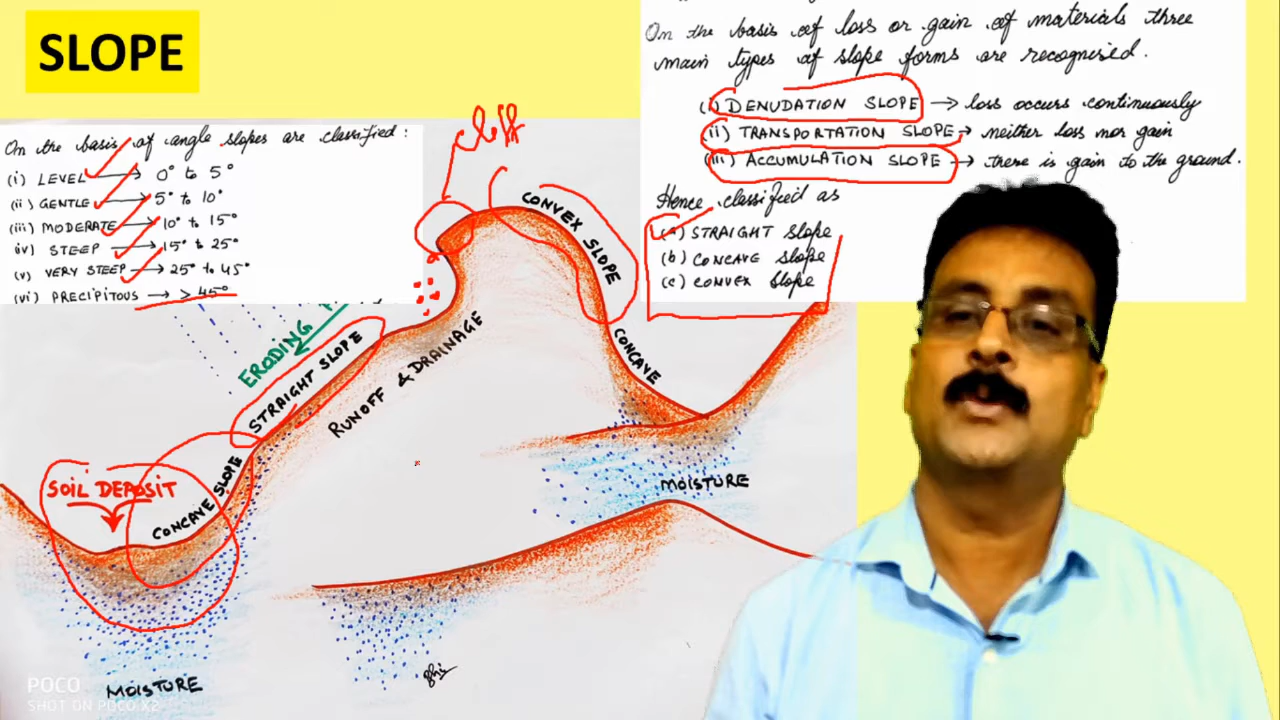 SLOPE
On the basis of angle slopes are classified :
(i) LEVEL → 0° to 5°
(ii) GENTLE → 5° to 10°
(iii) MODERATE → 10° to 15°
iv) STEEP → 15° to 25°
(v) VERY STEEP → 25° to 45°
(vi) PRECIPITOUS → > 45°
On the basis of loss or gain of materials three
main types of slope forms are recognised.
(i) DENUDATION SLOPE → loss occurs continuously
(ii) TRANSPORTATION SLOPE → neither loss nor gain
(iii) ACCUMULATION SLOPE → there is gain to the ground.
Hence classified as
(a) STRAIGHT slope
(b) CONCAVE slope
(c) CONVEX slope
cliff
CONVEX SLOPE
ERODING
STRAIGHT SLOPE
RUNOFF & DRAINAGE
CONCAVE
SOIL DEPOSIT
CONCAVE SLOPE
MOISTURE
MOISTURE
POCO
SHOT ON POCO X2